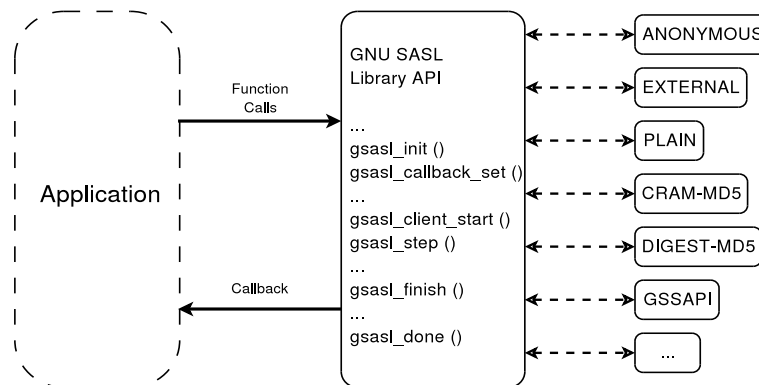 Application
Function
Calls
Callback
GNU SASL
Library API
...
gsasl_init ()
gsasl_callback_set ()
...
gsasl_client_start ()
gsasl_step ()
...
gsasl_finish ()
...
gsasl_done ()
ANONYMOUS
EXTERNAL
PLAIN
CRAM-MD5
DIGEST-MD5
GSSAPI
...